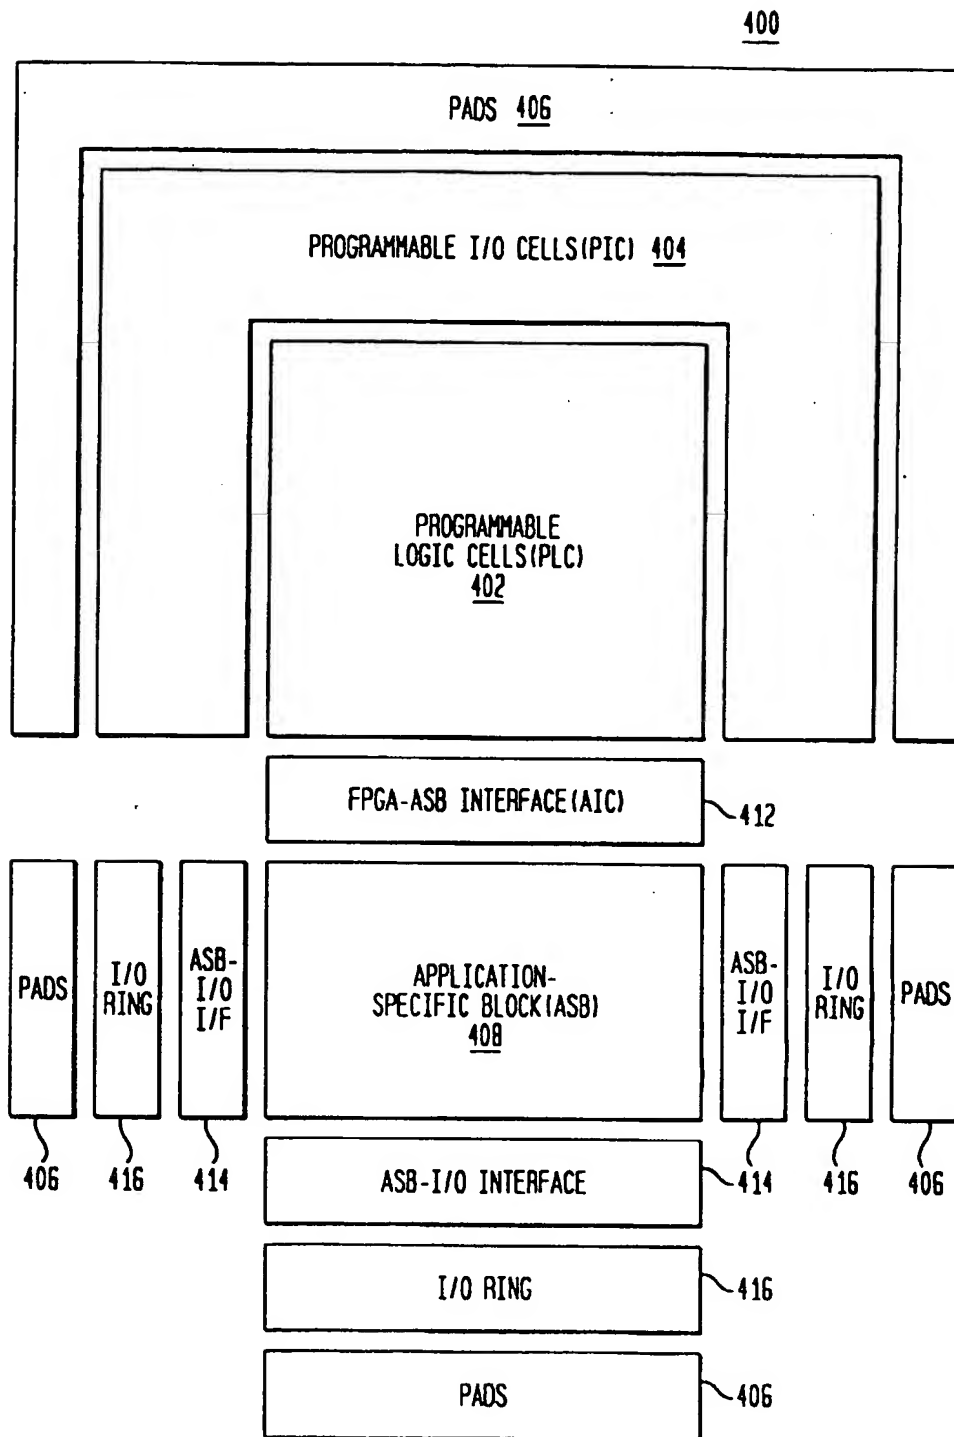 400
PADS 406
PROGRAMMABLE I/O CELLS(PIC) 404
PROGRAMMABLE
LOGIC CELLS(PLC)
402
FPGA-ASB INTERFACE(AIC)
412
PADS
I/O
RING
ASB-
I/O
I/F
APPLICATION-
SPECIFIC BLOCK(ASB)
408
ASB-
I/O
I/F
I/O
RING
PADS
406
416
414
414
416
406
ASB-I/O INTERFACE
414
I/O RING
416
PADS
406